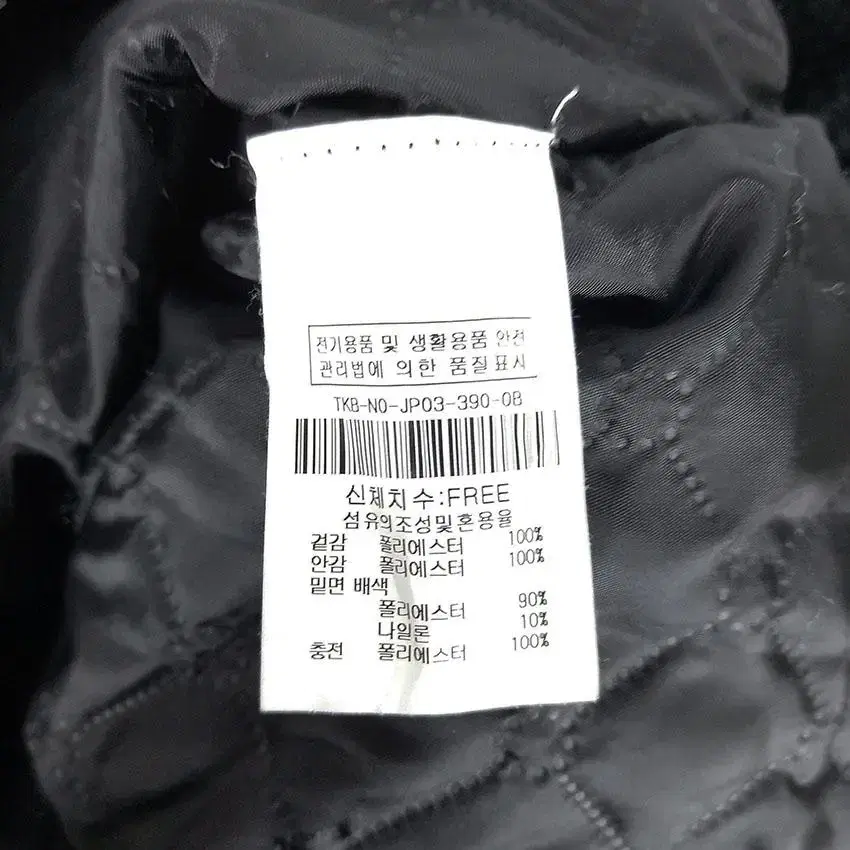 전기용품 및 생활용품 안전
관리법에 의한 품질표시
TKB-NO-JP03-390-08
신체치수:FREE
섬유의조성및혼용율
겉감 폴리에스터 100%
안감 폴리에스터 100%
밑면 배색
폴리에스터 90%
나일론 10%
충전 폴리에스터 100%